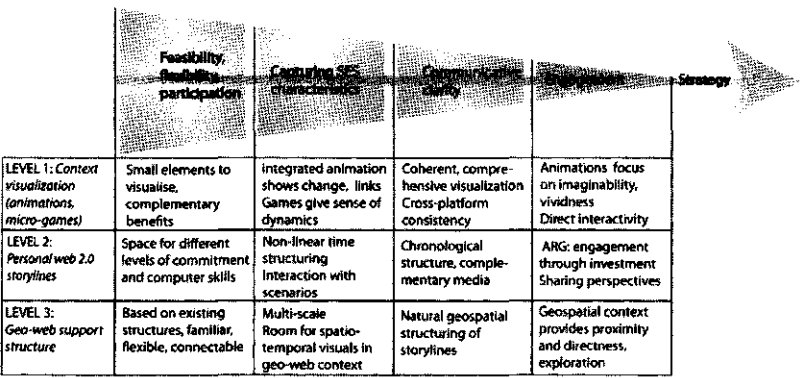 Feasibility,
flexibility,
participation
Capturing SES
characteristics
Communicative
clarity
Engagement
Strategy
LEVEL 1: Context
visualization
(animations,
micro-games)
Small elements to
visualise,
complementary
benefits
Integrated animation
shows change, links
Games give sense of
dynamics
Coherent, compre-
hensive visualization
Cross-platform
consistency
Animations focus
on imaginability,
vividness
Direct interactivity
LEVEL 2:
Personal web 2.0
storylines
Space for different
levels of commitment
and computer skills
Non-linear time
structuring
Interaction with
scenarios
Chronological
structure, comple-
mentary media
ARG: engagement
through investment
Sharing perspectives
LEVEL 3:
Geo-web support
structure
Based on existing
structures, familiar,
flexible, connectable
Multi-scale
Room for spatio-
temporal visuals in
geo-web context
Natural geospatial
structuring of
storylines
Geospatial context
provides proximity
and directness,
exploration